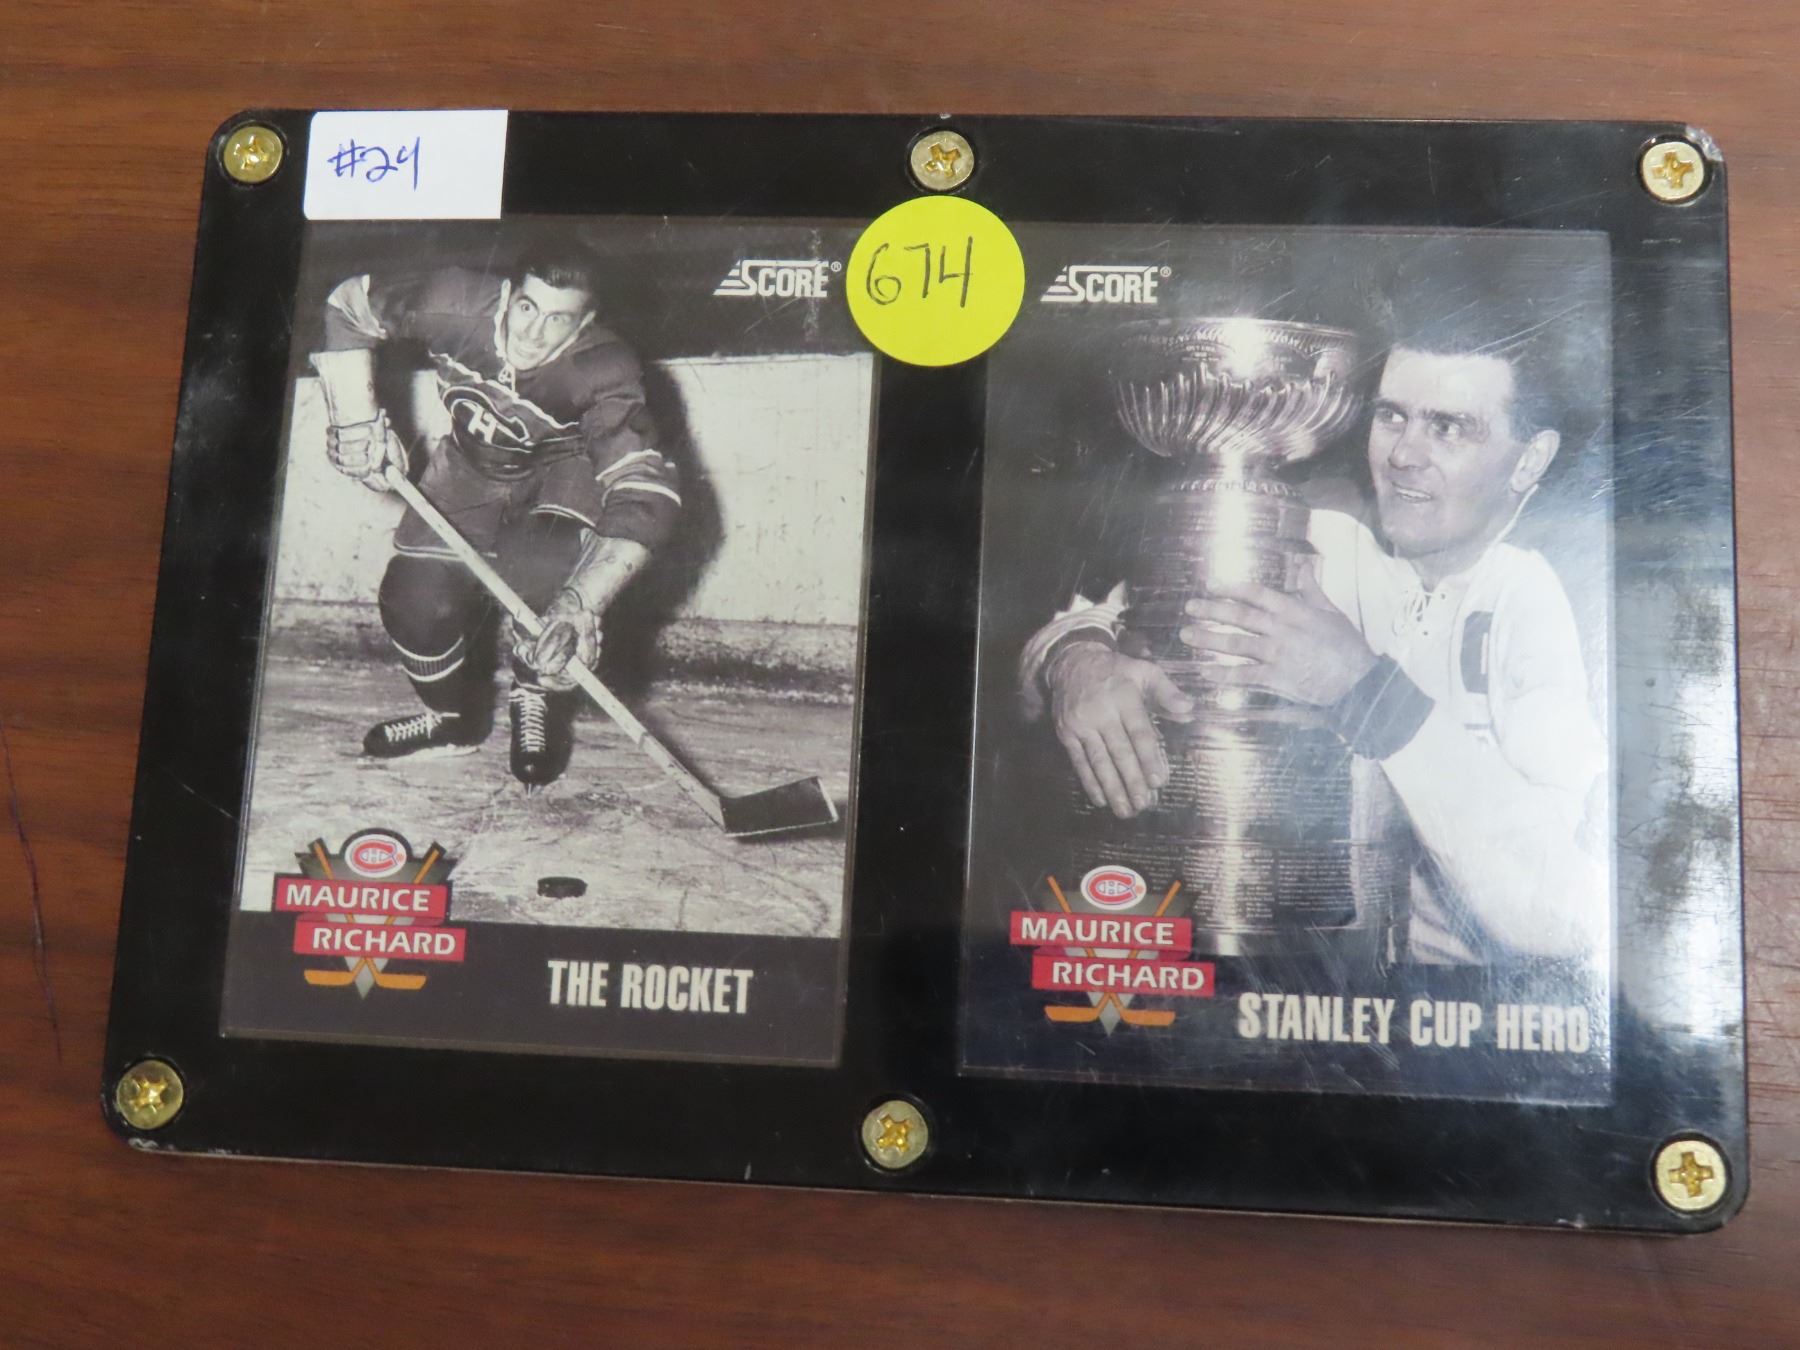 #24
674
SCORE®
MAURICE
RICHARD
THE ROCKET
SCORE®
MAURICE
RICHARD
STANLEY CUP HERO